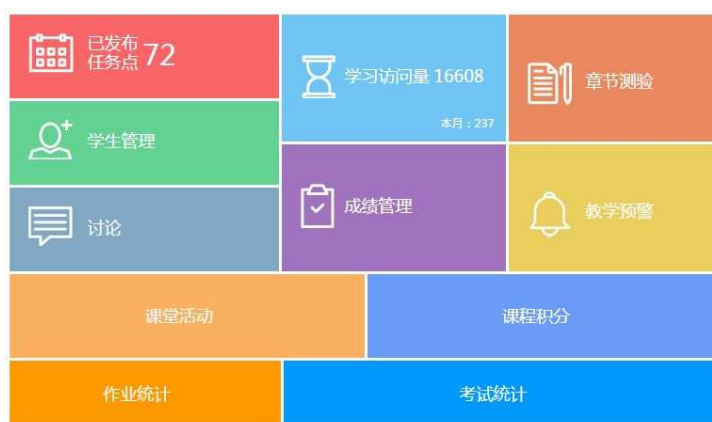 已发布
任务点 72
学习访问量 16608
本月：237
章节测验
学生管理
成绩管理
教学预警
讨论
课堂活动
课程积分
作业统计
考试统计